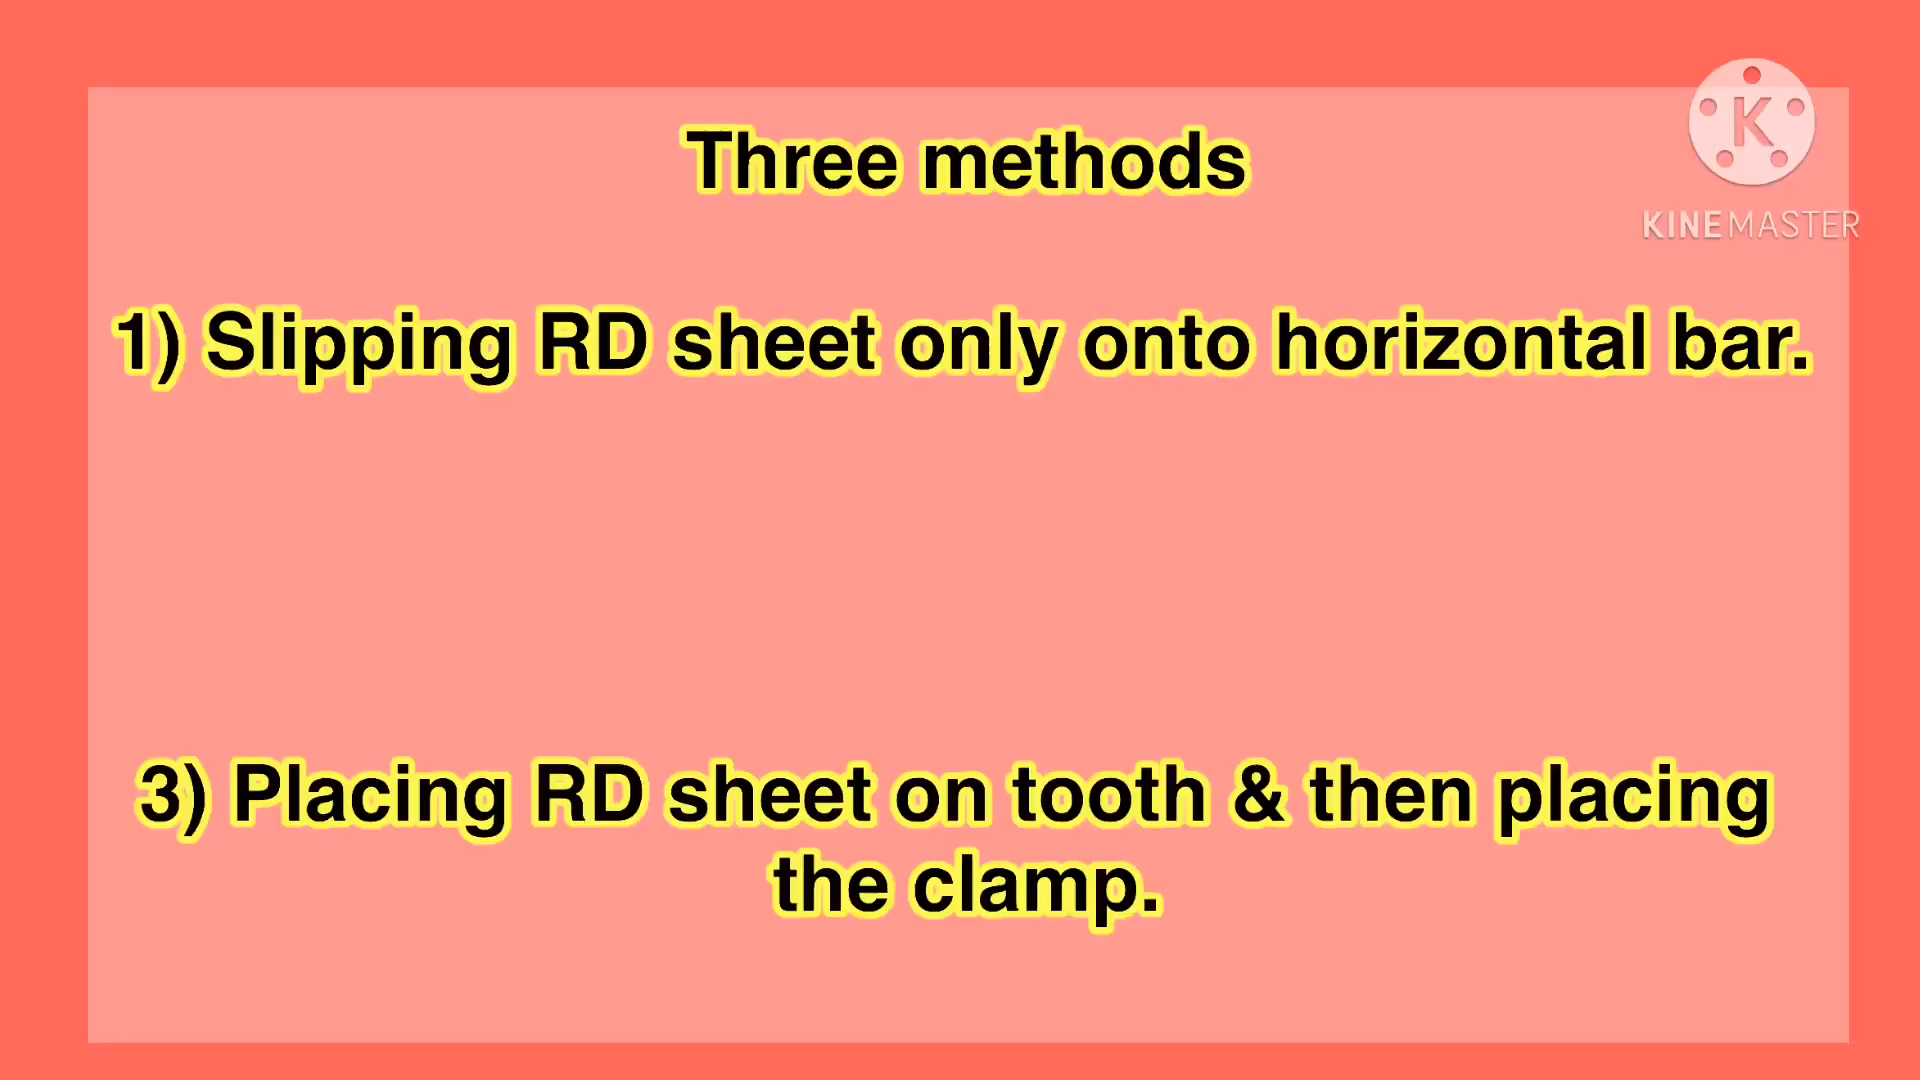 Three methods
K
KINEMASTER
1) Slipping RD sheet only onto horizontal bar.
3) Placing RD sheet on tooth & then placing
the clamp.